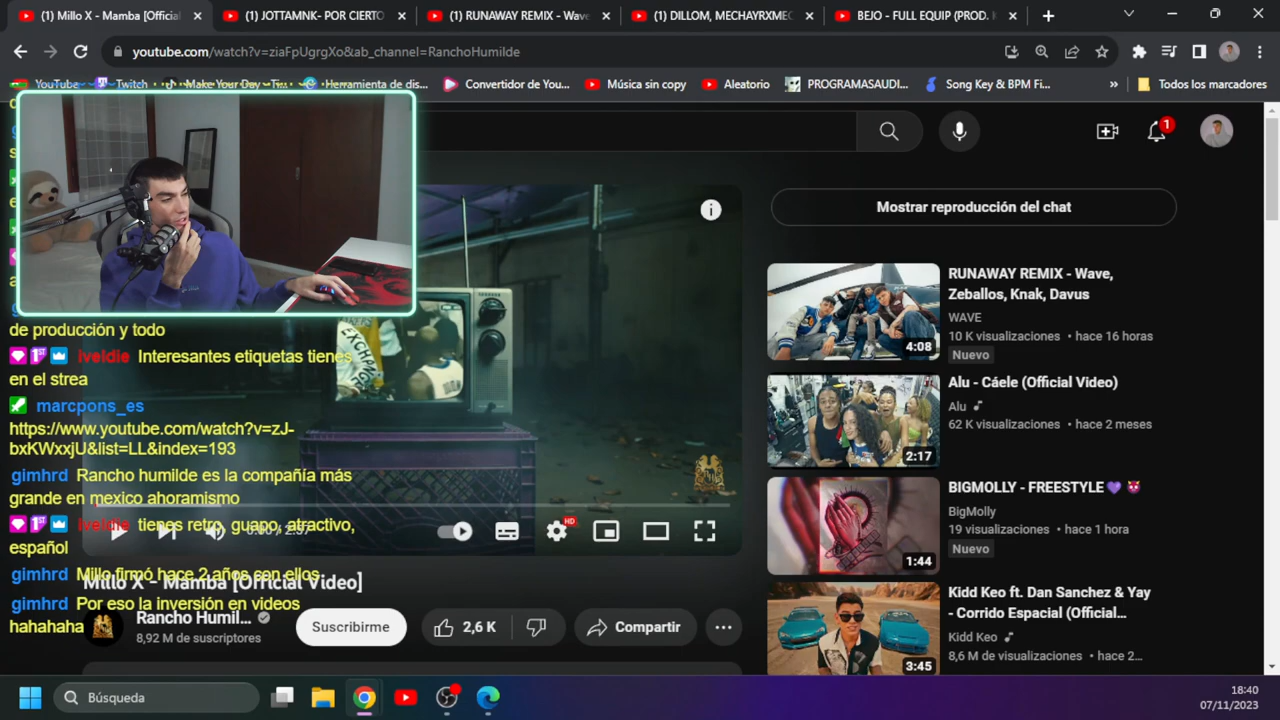 (1) Millo X - Mamba [Official
(1) JOTTAMNK- POR CIERTO
(1) RUNAWAY REMIX - Wave
(1) DILLOM, MECHAYRXMEC
BEJO - FULL EQUIP (PROD.
youtube.com/watch?v=ziaFpUgrgXo&ab_channel=RanchoHumilde
YouTube
Twitch
Make Your Day - Ti...
Herramienta de dis...
Convertidor de You...
Música sin copy
Aleatorio
PROGRAMASAUDI...
Song Key & BPM Fi...
»
Todos los marcadores
1
Mostrar reproducción del chat
EXCHANGE
de producción y todo
iveldie Interesantes etiquetas tienes
en el strea
marcpons_es
https://www.youtube.com/watch?v=zJ-
bxKWxxjU&list=LL&index=193
gimhrd Rancho humilde es la compañía más
grande en mexico ahoramismo
iveldie tienes retro, guapo, atractivo,
español
gimhrd Millo firmó hace 2 años con ellos
gimhrd Por eso la inversión en videos
hahahaha
HD
Millo X - Mamba [Official Video]
Rancho Humil...
8,92 M de suscriptores
Suscribirme
2,6 K
Compartir
RUNAWAY REMIX - Wave,
Zeballos, Knak, Davus
WAVE
10 K visualizaciones • hace 16 horas
Nuevo
4:08
Alu - Cáele (Official Video)
Alu
62 K visualizaciones • hace 2 meses
2:17
BIGMOLLY - FREESTYLE💜 😈
BigMolly
19 visualizaciones • hace 1 hora
Nuevo
1:44
Kidd Keo ft. Dan Sanchez & Yay
- Corrido Espacial (Official...
Kidd Keo
8,6 M de visualizaciones • hace 2...
3:45
Búsqueda
18:40
07/11/2023